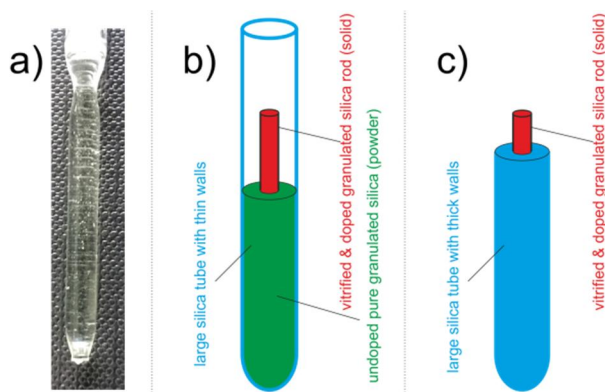 a)
b)
c)
large silica tube with thin walls
vitrified & doped granulated silica rod (solid)
undoped pure granulated silica (powder)
large silica tube with thick walls
vitrified & doped granulated silica rod (solid)